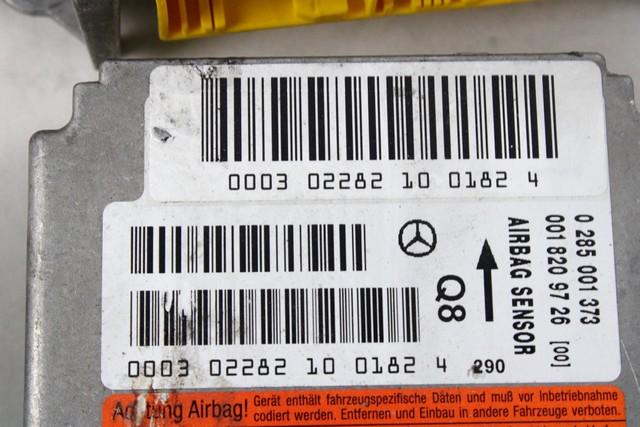 0003 02282 10 0182 4
0 285 001 373
001 820 97 26 [00]
AIRBAG SENSOR
Q8
0003 02282 10 0182 4 290
Achtung Airbag! Gerät enthält fahrzeugspezifische Daten und muß vor Inbetriebnahme
codiert werden. Entfernen und Einbau in andere Fahrzeuge verboten.